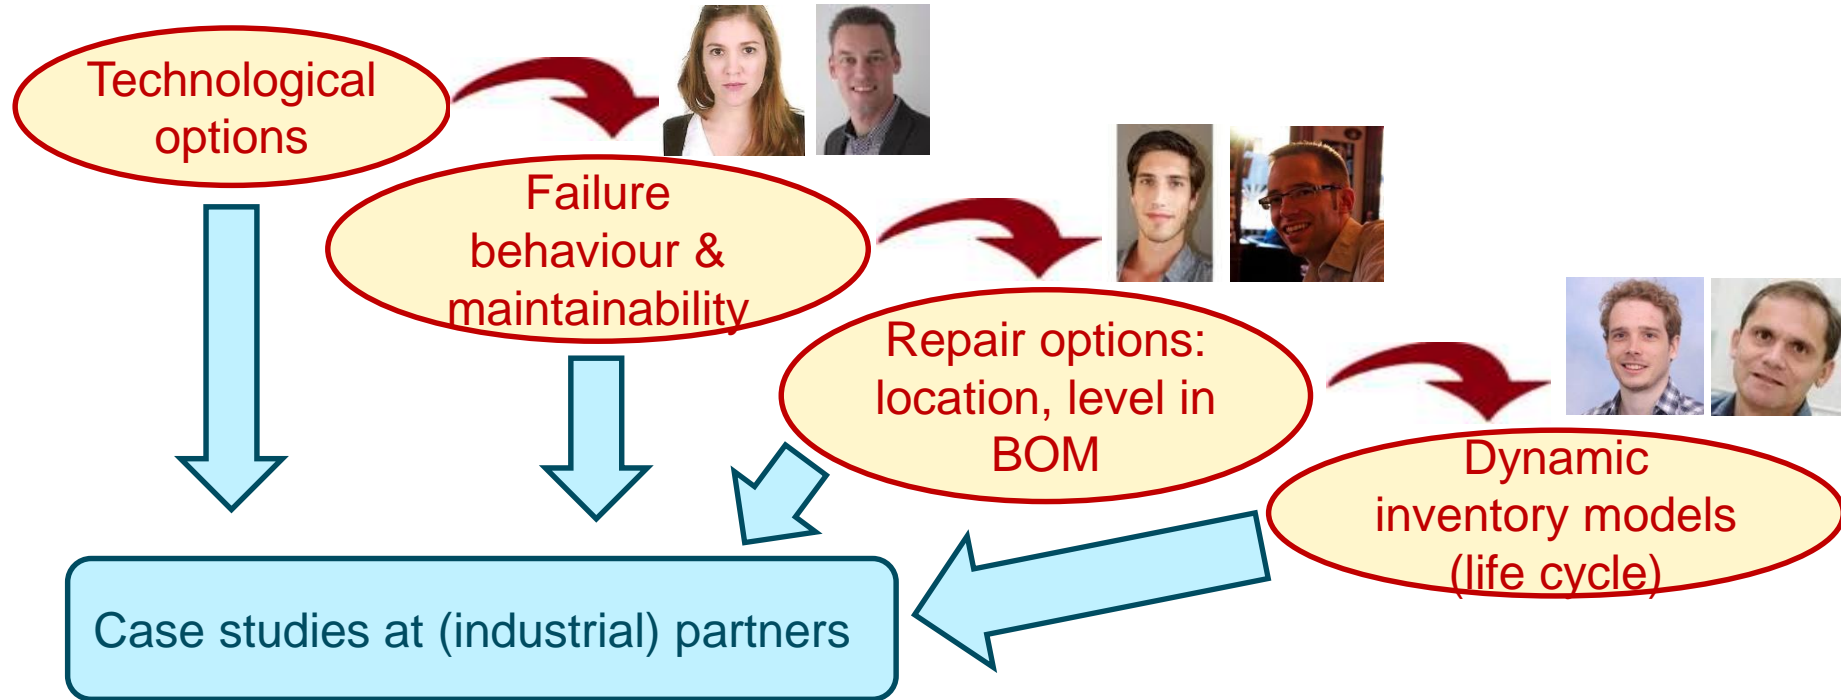 Technological
options
Failure
behaviour &
maintainability
Repair options:
location, level in
BOM
Dynamic
inventory models
(life cycle)
Case studies at (industrial) partners